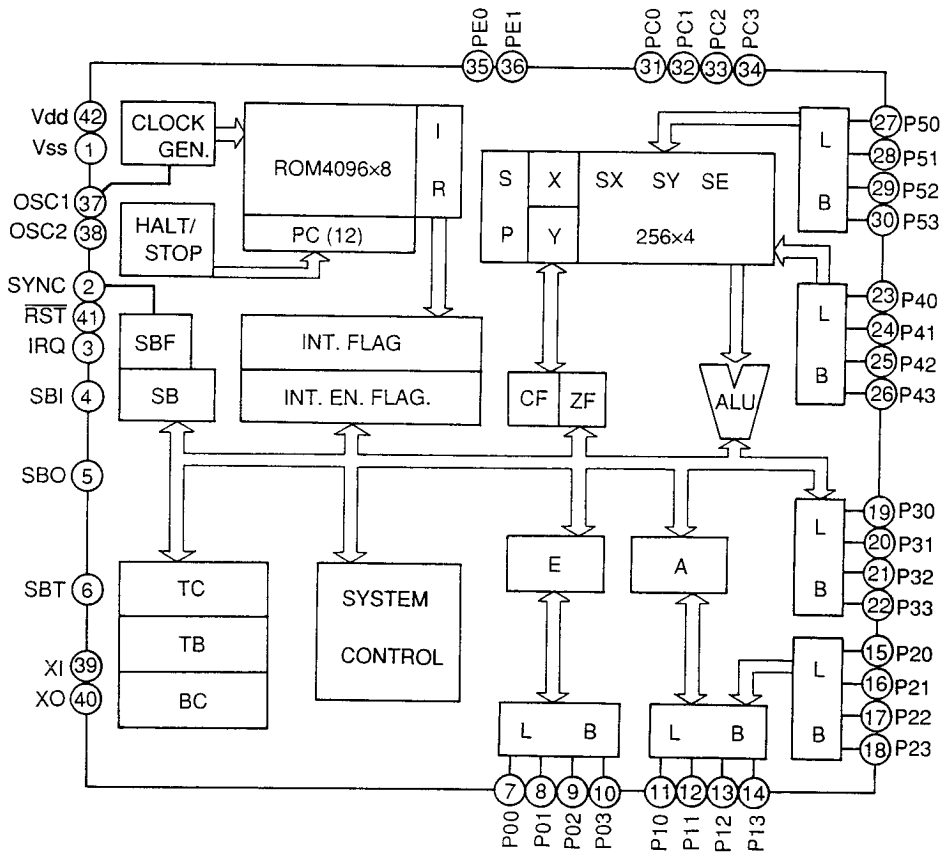 PE0
PE1
PC0
PC1
PC2
PC3
35
36
31
32
33
34
Vdd 42
Vss 1
OSC1 37
OSC2 38
SYNC 2
RST 41
IRQ 3
SBI 4
SBO 5
SBT 6
XI 39
XO 40
CLOCK
GEN.
HALT/
STOP
ROM4096×8
I
R
PC (12)
S
P
X
Y
SX SY SE
256×4
L
B
27 P50
28 P51
29 P52
30 P53
L
B
23 P40
24 P41
25 P42
26 P43
SBF
SB
INT. FLAG
INT. EN. FLAG.
CF
ZF
ALU
L
B
19 P30
20 P31
21 P32
22 P33
TC
TB
BC
SYSTEM
CONTROL
E
A
L
B
15 P20
16 P21
17 P22
18 P23
L B
L B
7
8
9
10
11
12
13
14
P00
P01
P02
P03
P10
P11
P12
P13